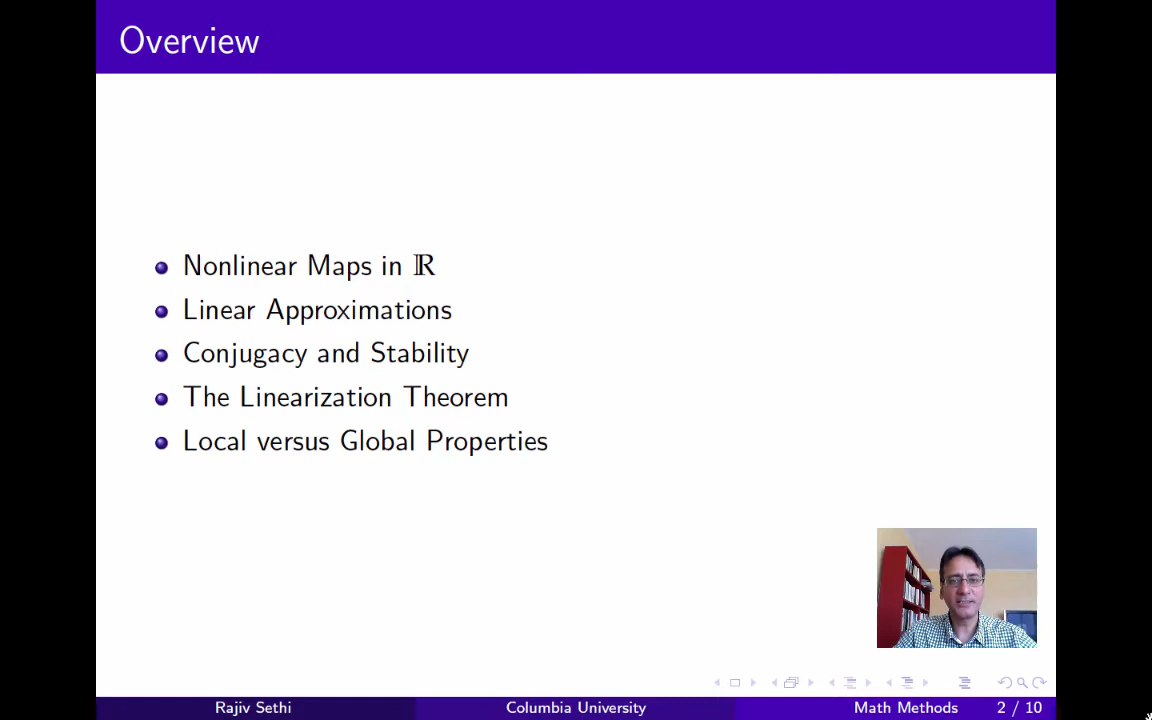 Overview
Nonlinear Maps in ℝ
Linear Approximations
Conjugacy and Stability
The Linearization Theorem
Local versus Global Properties
Rajiv Sethi Columbia University Math Methods 2 / 10